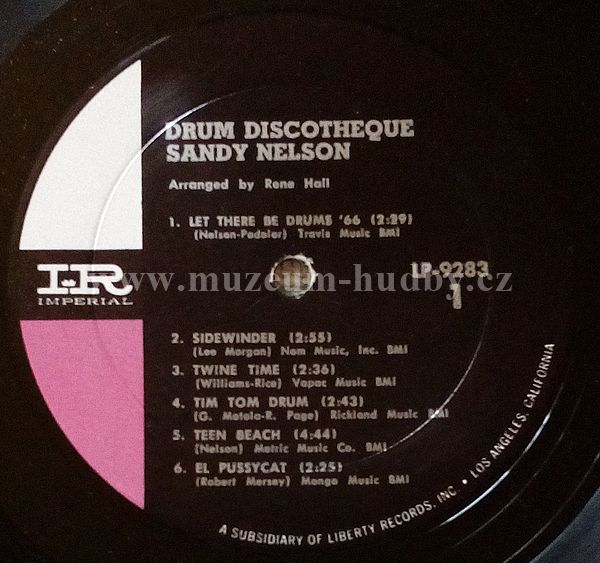 DRUM DISCOTHEQUE
SANDY NELSON
Arranged by Rene Hall
1. LET THERE BE DRUMS '66 (2:29)
(Nelson-Podolor) Travis Music BMI
IR
IMPERIAL
www.muzeum-hudby.cz
LP-9283
1
2. SIDEWINDER (2:55)
(Lee Morgan) Nom Music, Inc. BMI
3. TWINE TIME (2:36)
(Williams-Rice) Vapac Music BMI
4. TIM TOM DRUM (2:43)
(G. Motola-R. Page) Rickland Music BMI
5. TEEN BEACH (4:44)
(Nelson) Metric Music Co. BMI
6. EL PUSSYCAT (2:25)
(Robert Mersey) Mongo Music BMI
A SUBSIDIARY OF LIBERTY RECORDS, INC. • LOS ANGELES, CALIFORNIA